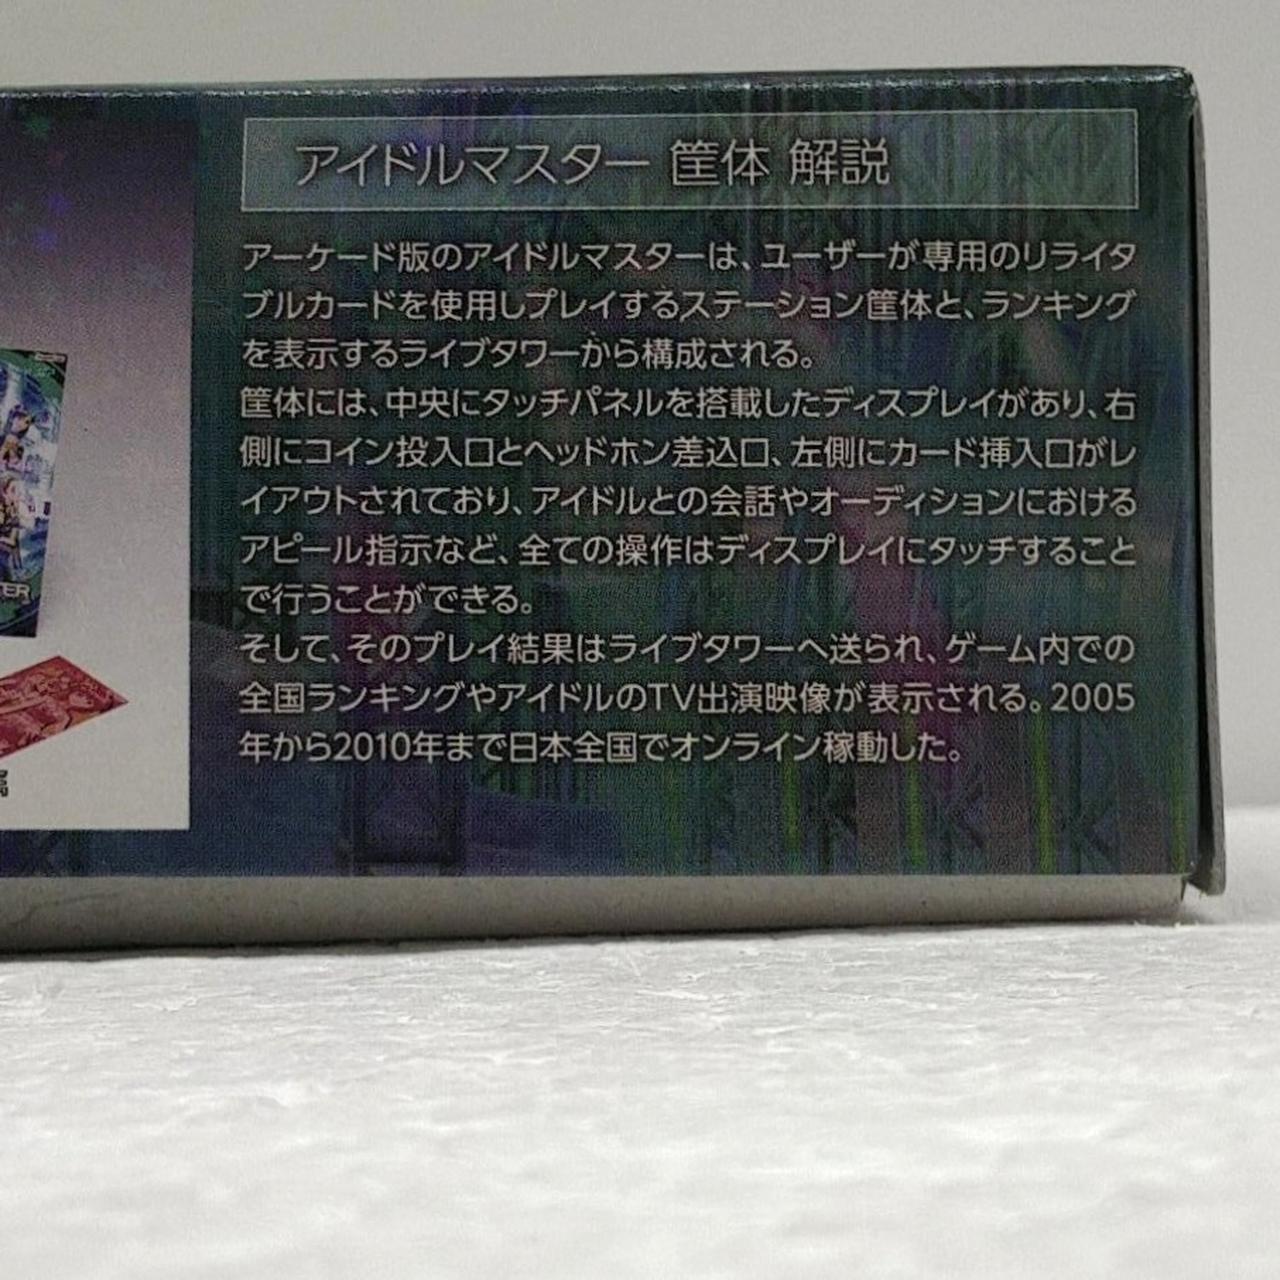 アイドルマスター 筐体 解説
アーケード版のアイドルマスターは、ユーザーが専用のリライタ
ブルカードを使用しプレイするステーション筐体と、ランキング
を表示するライブタワーから構成される。
筐体には、中央にタッチパネルを搭載したディスプレイがあり、右
側にコイン投入口とヘッドホン差込口、左側にカード挿入口がレ
イアウトされており、アイドルとの会話やオーディションにおける
アピール指示など、全ての操作はディスプレイにタッチすること
で行うことができる。
そして、そのプレイ結果はライブタワーへ送られ、ゲーム内での
全国ランキングやアイドルのTV出演映像が表示される。2005
年から2010年まで日本全国でオンライン稼動した。
TER